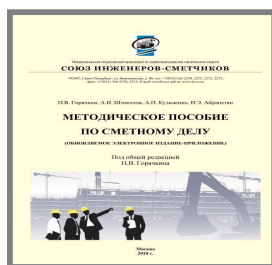 СОЮЗ ИНЖЕНЕРОВ-СМЕТЧИКОВ
П.В. Горячкин, А.И. Штоколов, А.П. Кузьменко, Н.Э. Айрапетян
МЕТОДИЧЕСКОЕ ПОСОБИЕ
ПО СМЕТНОМУ ДЕЛУ
(ОБНОВЛЯЕМОЕ ЭЛЕКТРОННОЕ ИЗДАНИЕ-ПРИЛОЖЕНИЕ)
Под общей редакцией
П.В. Горячкина
Москва
2018 г.